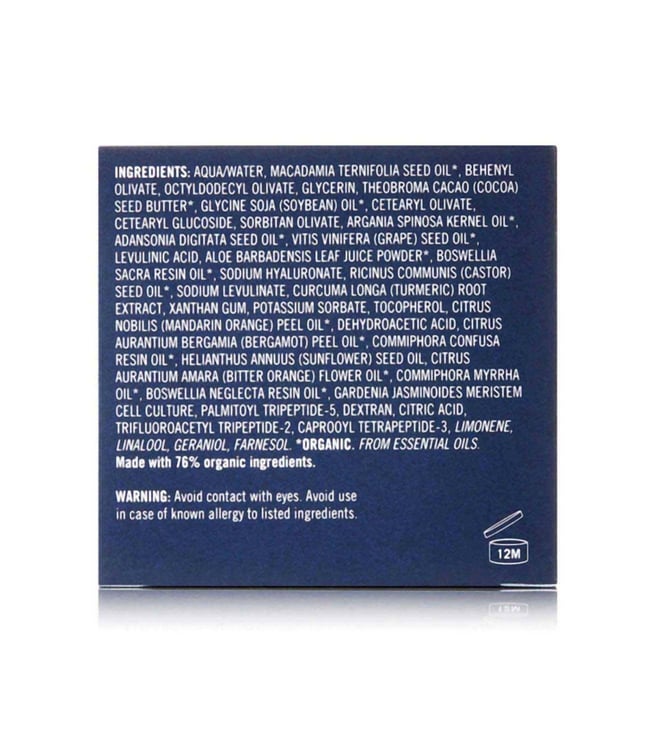 INGREDIENTS: AQUA/WATER, MACADAMIA TERNIFOLIA SEED OIL*, BEHENYL
OLIVATE, OCTYLDODECYL OLIVATE, GLYCERIN, THEOBROMA CACAO (COCOA)
SEED BUTTER*, GLYCINE SOJA (SOYBEAN) OIL*, CETEARYL OLIVATE,
CETEARYL GLUCOSIDE, SORBITAN OLIVATE, ARGANIA SPINOSA KERNEL OIL*,
ADANSONIA DIGITATA SEED OIL*, VITIS VINIFERA (GRAPE) SEED OIL*,
LEVULINIC ACID, ALOE BARBADENSIS LEAF JUICE POWDER*, BOSWELLIA
SACRA RESIN OIL*, SODIUM HYALURONATE, RICINUS COMMUNIS (CASTOR)
SEED OIL*, SODIUM LEVULINATE, CURCUMA LONGA (TURMERIC) ROOT
EXTRACT, XANTHAN GUM, POTASSIUM SORBATE, TOCOPHEROL, CITRUS
NOBILIS (MANDARIN ORANGE) PEEL OIL*, DEHYDROACETIC ACID, CITRUS
AURANTIUM BERGAMIA (BERGAMOT) PEEL OIL*, COMMIPHORA CONFUSA
RESIN OIL*, HELIANTHUS ANNUUS (SUNFLOWER) SEED OIL, CITRUS
AURANTIUM AMARA (BITTER ORANGE) FLOWER OIL*, COMMIPHORA MYRRHA
OIL*, BOSWELLIA NEGLECTA RESIN OIL*, GARDENIA JASMINOIDES MERISTEM
CELL CULTURE, PALMITOYL TRIPEPTIDE-5, DEXTRAN, CITRIC ACID,
TRIFLUOROACETYL TRIPEPTIDE-2, CAPROOYL TETRAPEPTIDE-3, LIMONENE,
LINALOOL, GERANIOL, FARNESOL. *ORGANIC. FROM ESSENTIAL OILS.
Made with 76% organic ingredients.
WARNING: Avoid contact with eyes. Avoid use
in case of known allergy to listed ingredients.
12M